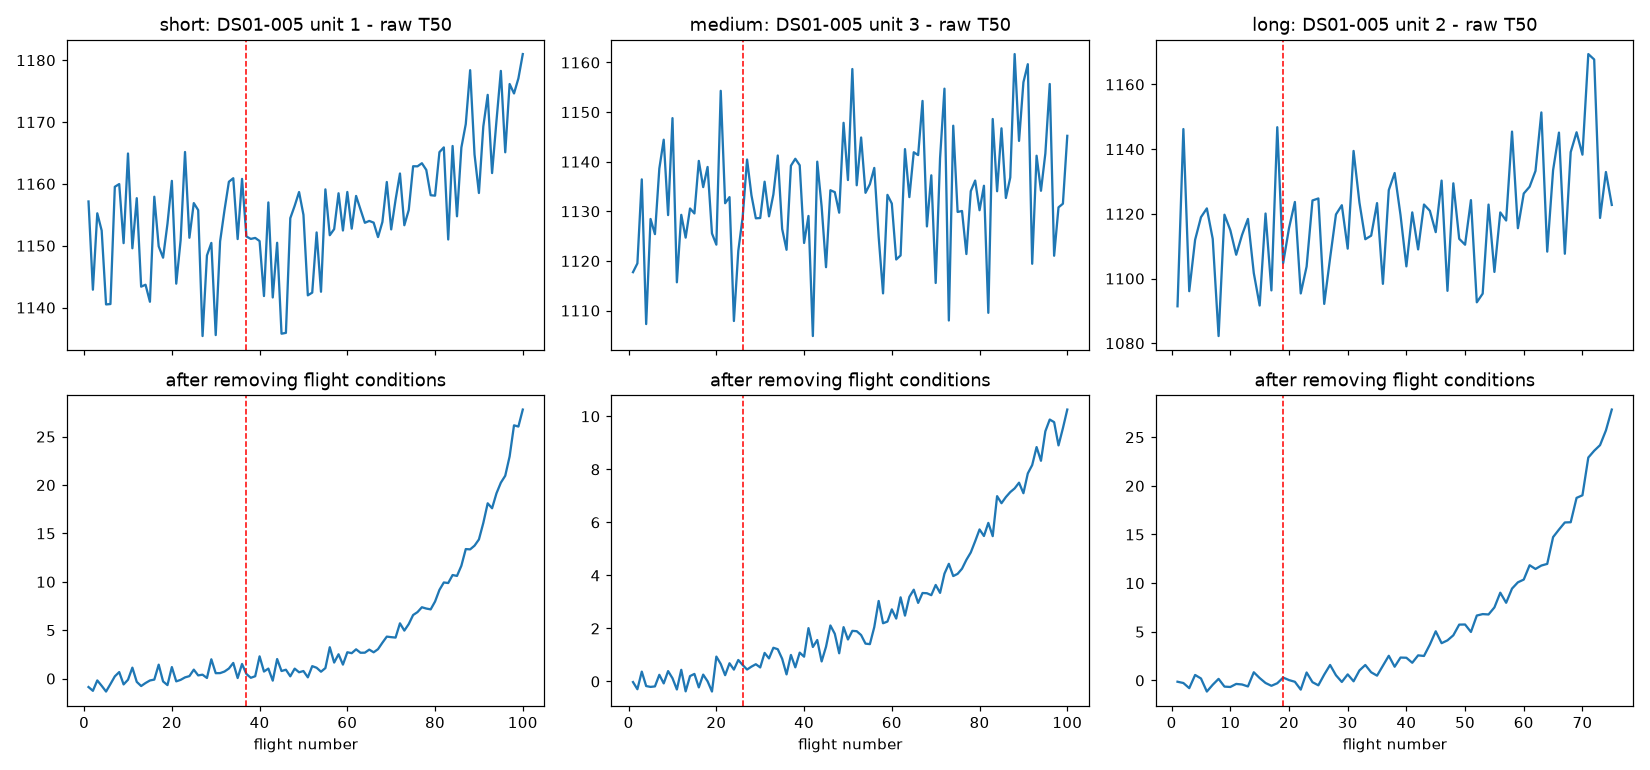 short: DS01-005 unit 1 - raw T50
medium: DS01-005 unit 3 - raw T50
long: DS01-005 unit 2 - raw T50
1180
1170
1160
1150
1140
1160
1150
1140
1130
1120
1110
1160
1140
1120
1100
1080
after removing flight conditions
after removing flight conditions
after removing flight conditions
25
20
15
10
5
0
0 20 40 60 80 100
flight number
10
8
6
4
2
0
0 20 40 60 80 100
flight number
25
20
15
10
5
0
0 10 20 30 40 50 60 70
flight number